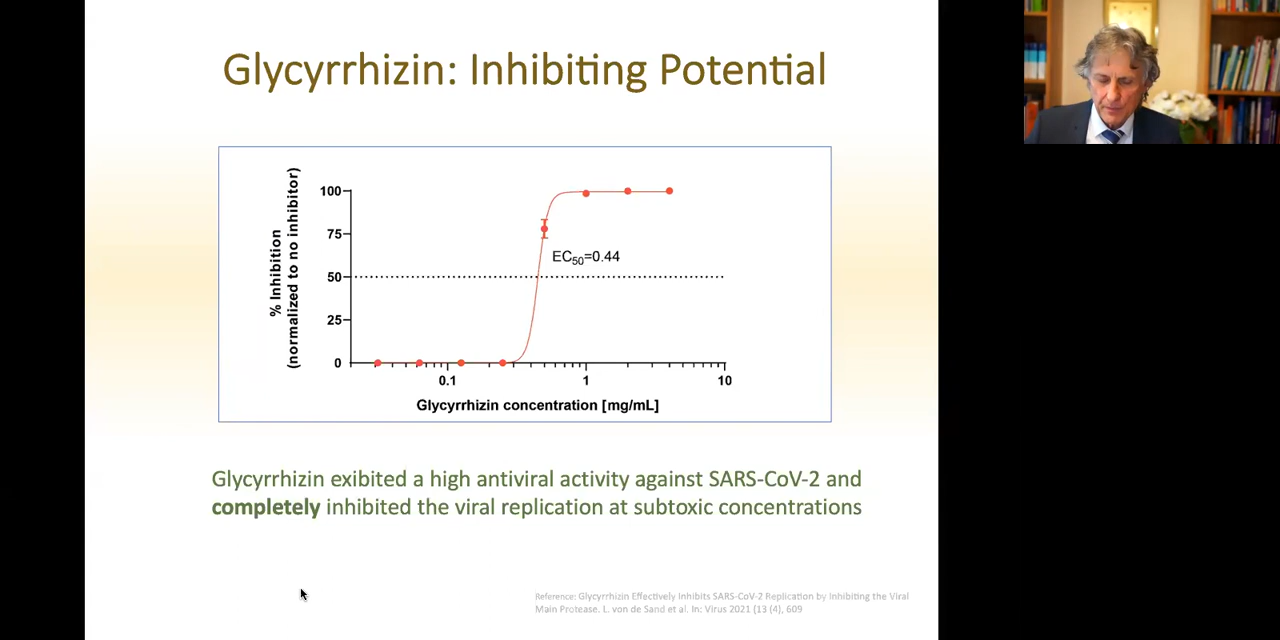 Glycyrrhizin: Inhibiting Potential
% Inhibition
(normalized to no inhibitor)
100
75
50
25
0
EC50=0.44
0.1
1
10
Glycyrrhizin concentration [mg/mL]
Glycyrrhizin exibited a high antiviral activity against SARS-CoV-2 and
completely inhibited the viral replication at subtoxic concentrations
Reference: Glycyrrhizin Effectively Inhibits SARS-CoV-2 Replication by Inhibiting the Viral
Main Protease. L. von de Sand et al. In: Virus 2021 (13 (4), 609